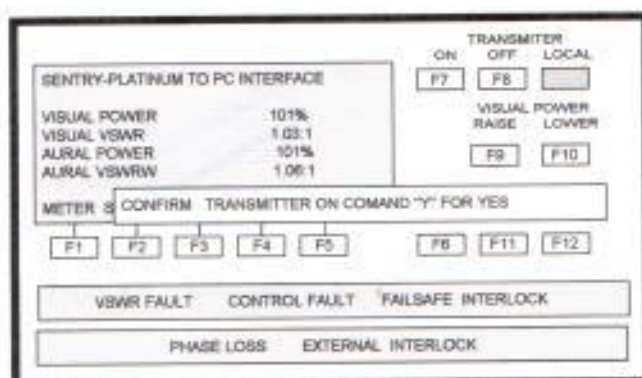 TRANSMITER
ON OFF LOCAL
SENTRY-PLATINUM TO PC INTERFACE
F7 F8
VISUAL POWER 101%
VISUAL VSWR 1.03:1
AURAL POWER 101%
AURAL VSWRW 1.06:1
VISUAL POWER
RAISE LOWER
F9 F10
METER S
CONFIRM TRANSMITTER ON COMAND "Y" FOR YES
F1 F2 F3 F4 F5 F6 F11 F12
VSWR FAULT CONTROL FAULT FAILSAFE INTERLOCK
PHASE LOSS EXTERNAL INTERLOCK